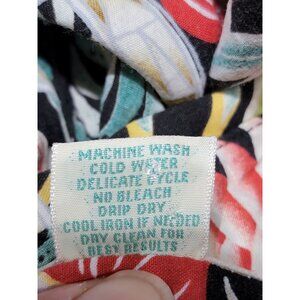 MACHINE WASH
COLD WATER
DELICATE CYCLE
NO BLEACH
DRIP DRY
COOL IRON IF NEEDED
DRY CLEAN FOR
BEST RESULTS